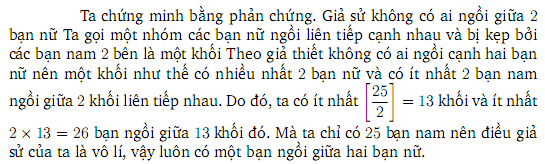 Ta chứng minh bằng phản chứng. Giả sử không có ai ngồi giữa 2
bạn nữ Ta gọi một nhóm các bạn nữ ngồi liên tiếp cạnh nhau và bị kẹp bởi
các bạn nam 2 bên là một khối Theo giả thiết không có ai ngồi cạnh hai bạn
nữ nên một khối như thế có nhiều nhất 2 bạn nữ và có ít nhất 2 bạn nam
ngồi giữa 2 khối liên tiếp nhau. Do đó, ta có ít nhất [25/2] = 13 khối và ít nhất
2 × 13 = 26 bạn ngồi giữa 13 khối đó. Mà ta chỉ có 25 bạn nam nên điều giả
sử của ta là vô lí, vậy luôn có một bạn ngồi giữa hai bạn nữ.